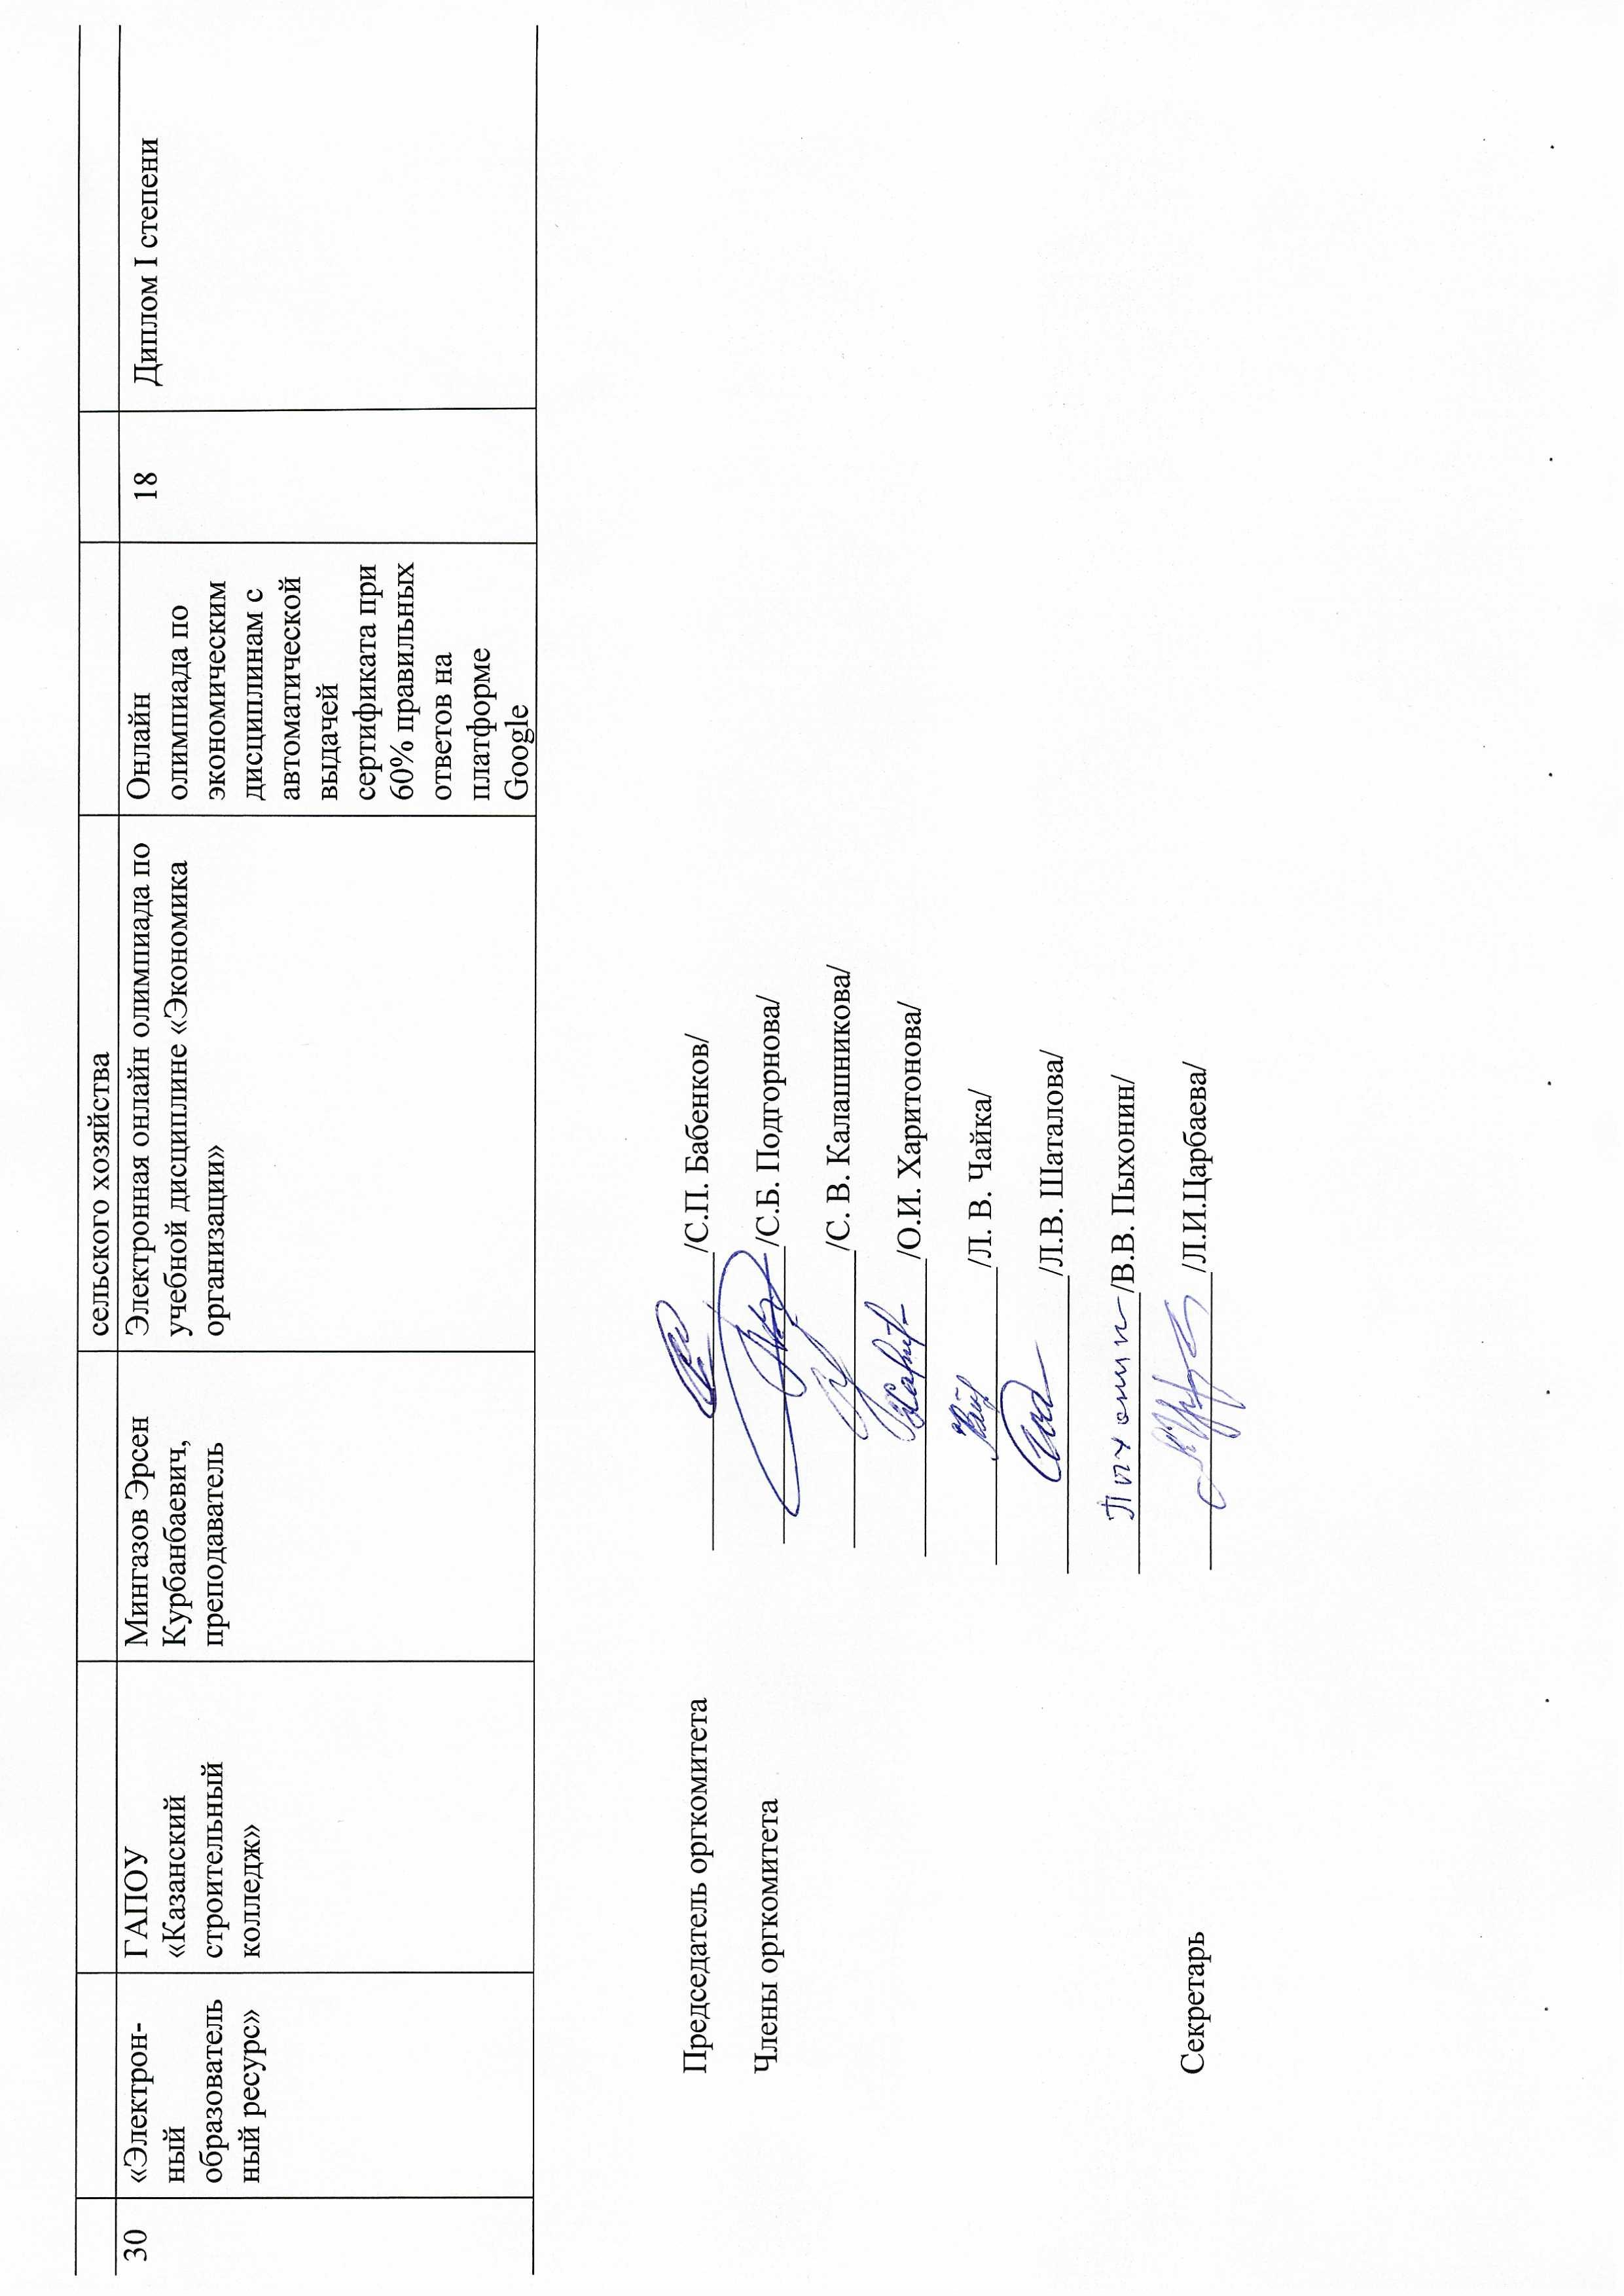 сельского хозяйства
30
«Электрон-
ный
образователь
ный ресурс»
ГАПОУ
«Казанский
строительный
колледж»
Мингазов Эрсен
Курбанбаевич,
преподаватель
Электронная онлайн олимпиада по
учебной дисциплине «Экономика
организации»
Онлайн
олимпиада по
экономическим
дисциплинам с
автоматической
выдачей
сертификата при
60% правильных
ответов на
платформе
Google
18
Диплом I степени
Председатель оргкомитета /С.П. Бабенков/
Члены оргкомитета /С.Б. Подгорнова/
/С. В. Калашникова/
/О.И. Харитонова/
/Л. В. Чайка/
/Л.В. Шаталова/
Пыхонин /В.В. Пыхонин/
Секретарь /Л.И.Царбаева/